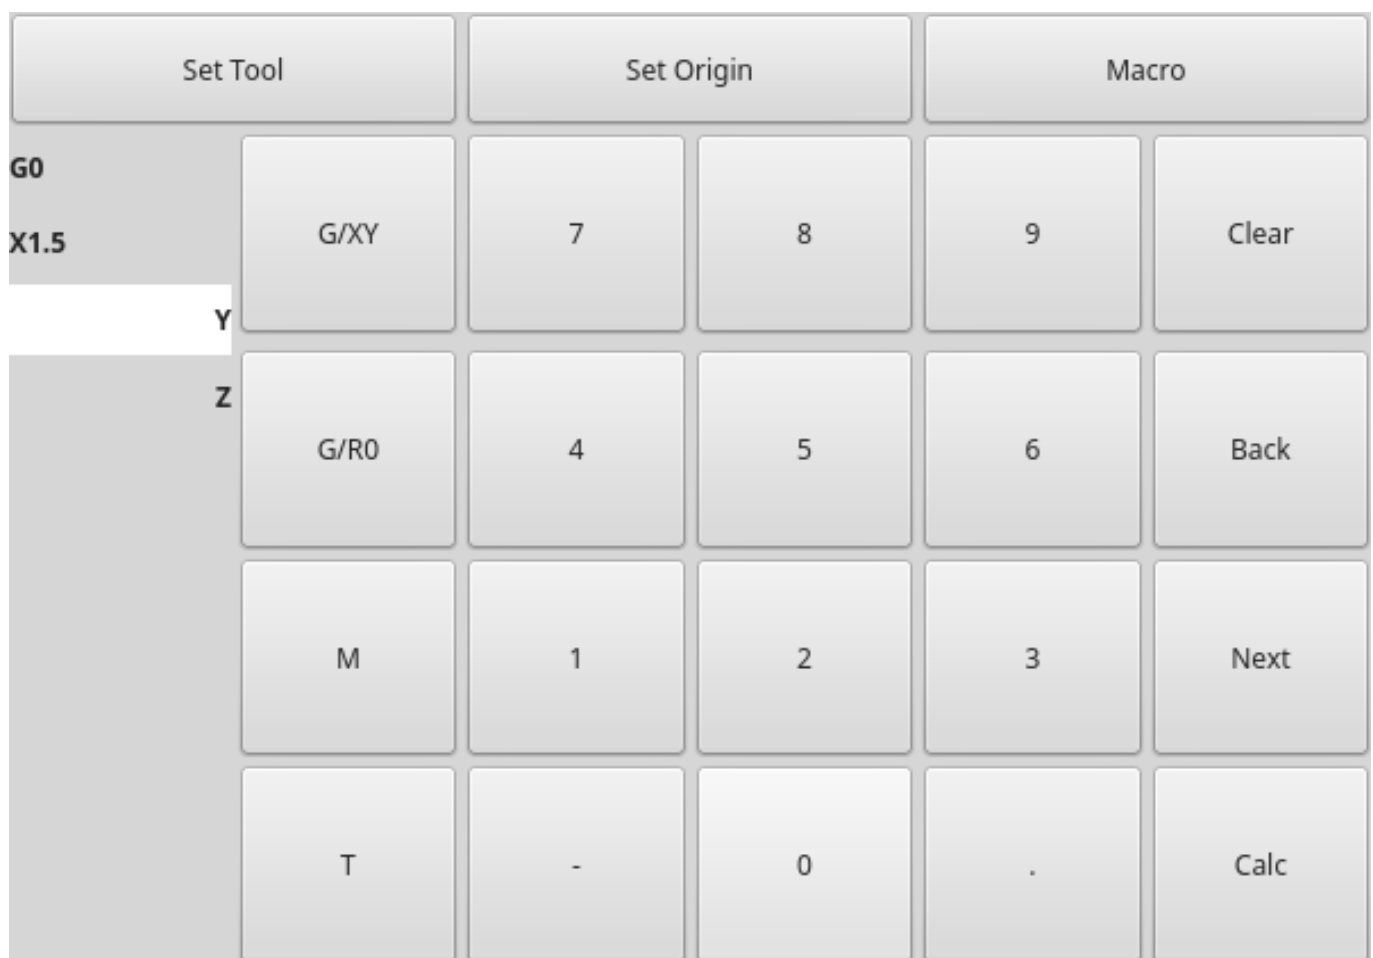 Set Tool Set Origin Macro
G0
X1.5
Y
Z
G/XY 7 8 9 Clear
G/R0 4 5 6 Back
M 1 2 3 Next
T - 0 . Calc